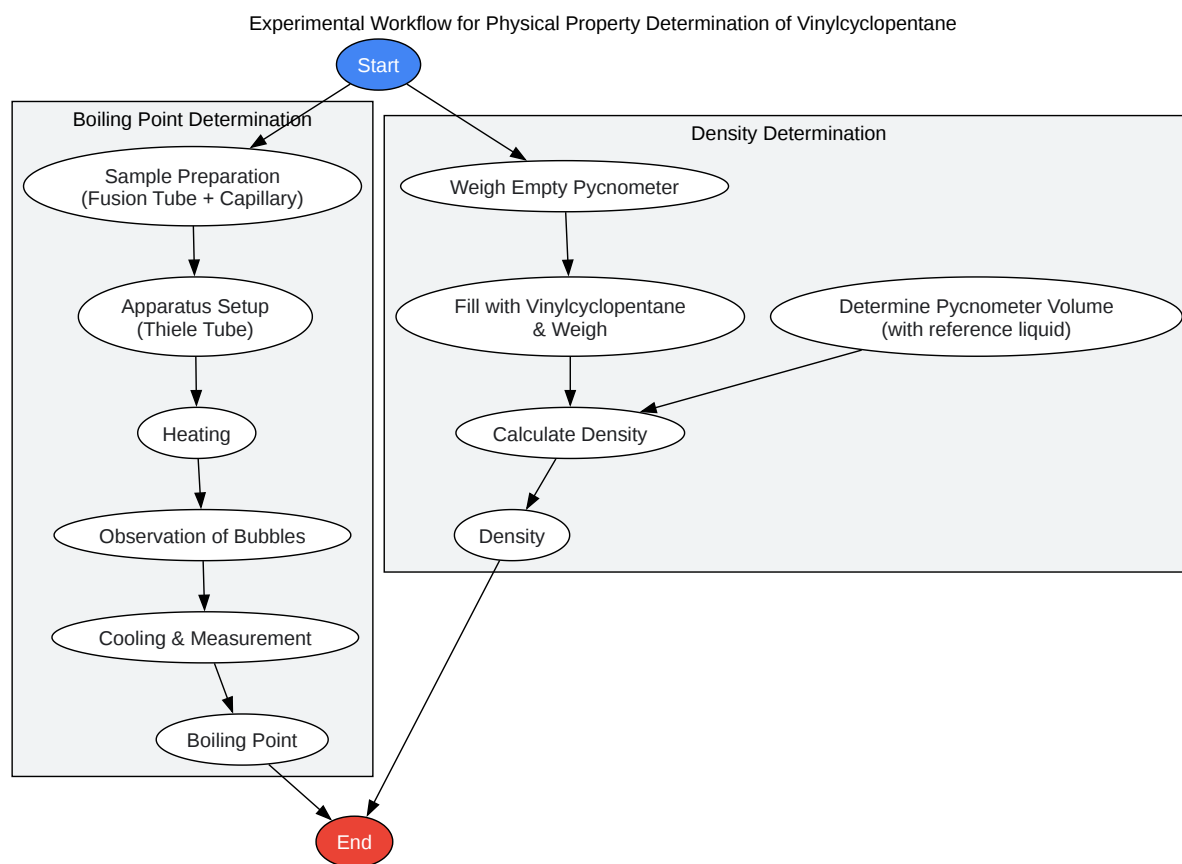 Experimental Workflow for Physical Property Determination of Vinylcyclopentane
Start
Boiling Point Determination
Sample Preparation
(Fusion Tube + Capillary)
Apparatus Setup
(Thiele Tube)
Heating
Observation of Bubbles
Cooling & Measurement
Boiling Point
Density Determination
Weigh Empty Pycnometer
Fill with Vinylcyclopentane
& Weigh
Determine Pycnometer Volume
(with reference liquid)
Calculate Density
Density
End